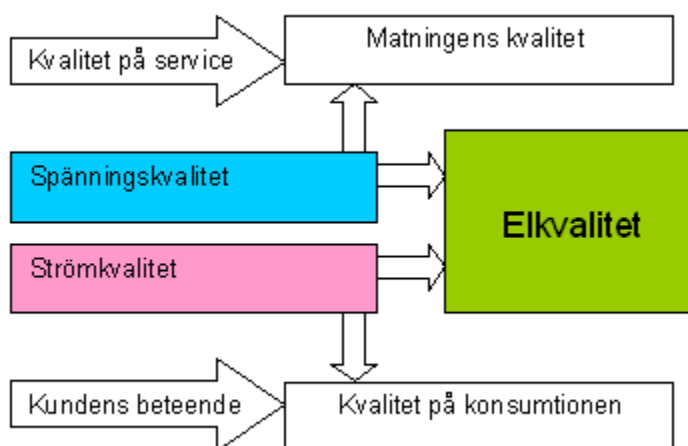 Matningens kvalitet
Kvalitet på service
Spänningskvalitet
Elkvalitet
Strömkvalitet
Kundens beteende
Kvalitet på konsumtionen